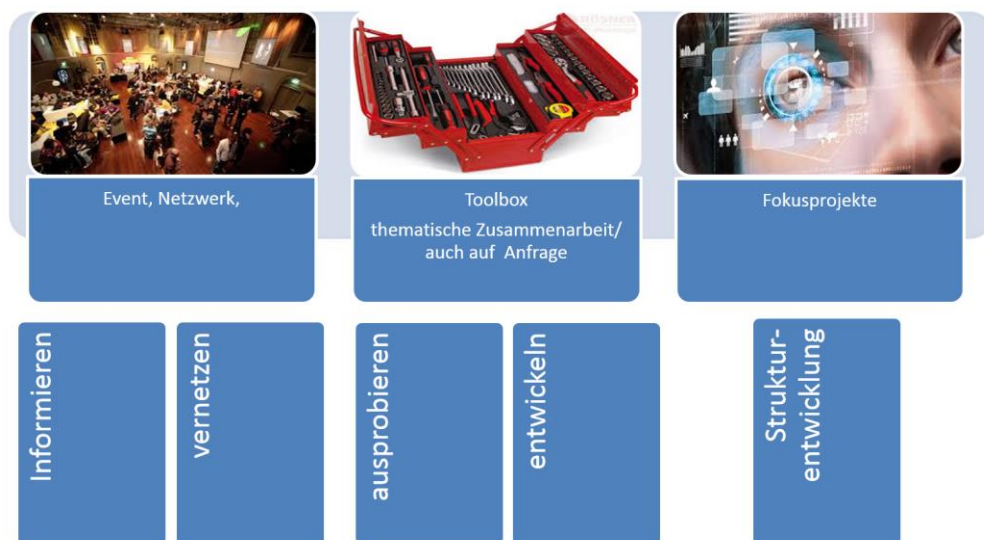 Event, Netzwerk,
Toolbox
thematische Zusammenarbeit/
auch auf Anfrage
Fokusprojekte
Informieren
vernetzen
ausprobieren
entwickeln
Struktur-
entwicklung